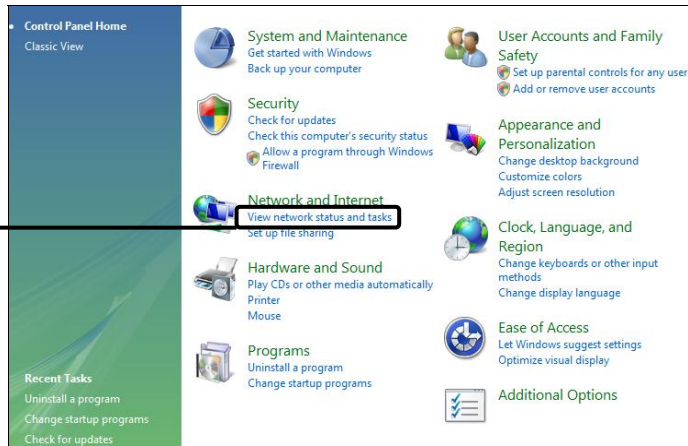 Control Panel Home
Classic View
Recent Tasks
Uninstall a program
Change startup programs
Check for updates
System and Maintenance
Get started with Windows
Back up your computer
Security
Check for updates
Check this computer's security status
Allow a program through Windows
Firewall
Network and Internet
View network status and tasks
Set up file sharing
Hardware and Sound
Play CDs or other media automatically
Printer
Mouse
Programs
Uninstall a program
Change startup programs
User Accounts and Family
Safety
Set up parental controls for any user
Add or remove user accounts
Appearance and
Personalization
Change desktop background
Customize colors
Adjust screen resolution
Clock, Language, and
Region
Change keyboards or other input
methods
Change display language
Ease of Access
Let Windows suggest settings
Optimize visual display
Additional Options